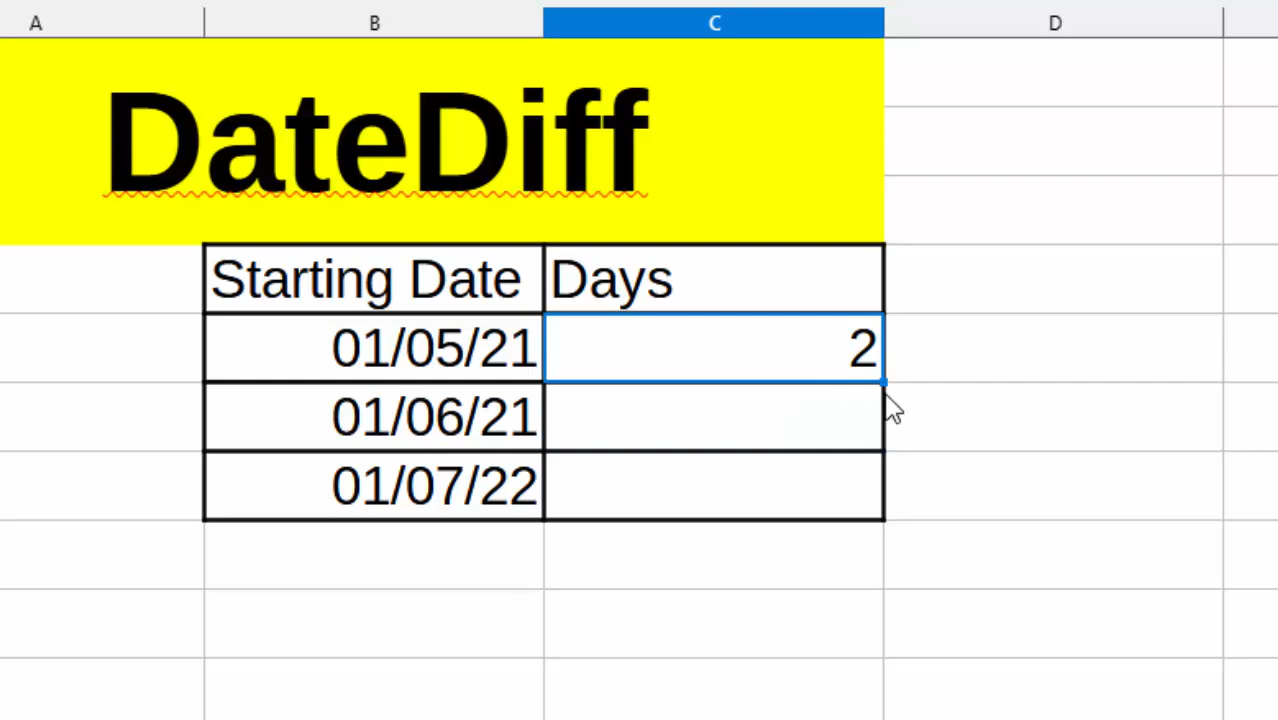 A B C D
DateDiff
Starting Date Days
01/05/21 2
01/06/21
01/07/22